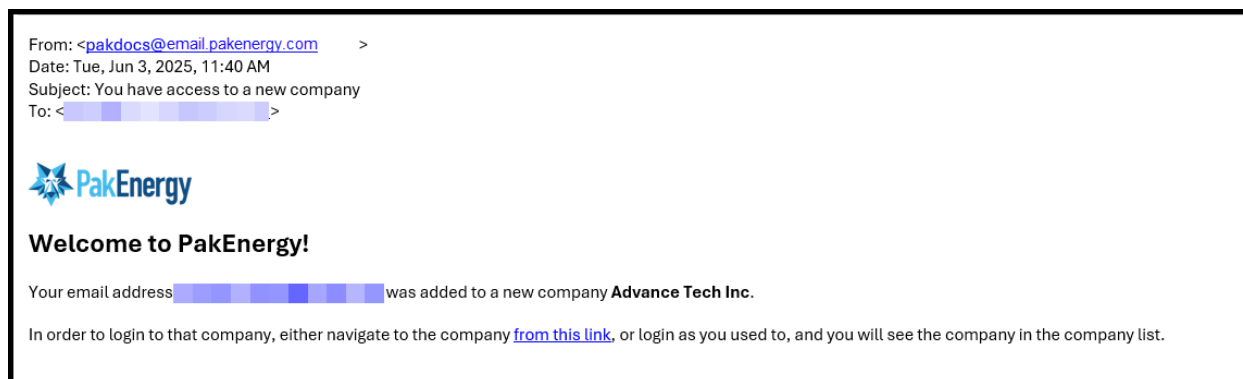 From: <pakdocs@email.pakenergy.com >
Date: Tue, Jun 3, 2025, 11:40 AM
Subject: You have access to a new company
To: < >
PakEnergy
Welcome to PakEnergy!
Your email address was added to a new company Advance Tech Inc.
In order to login to that company, either navigate to the company from this link, or login as you used to, and you will see the company in the company list.